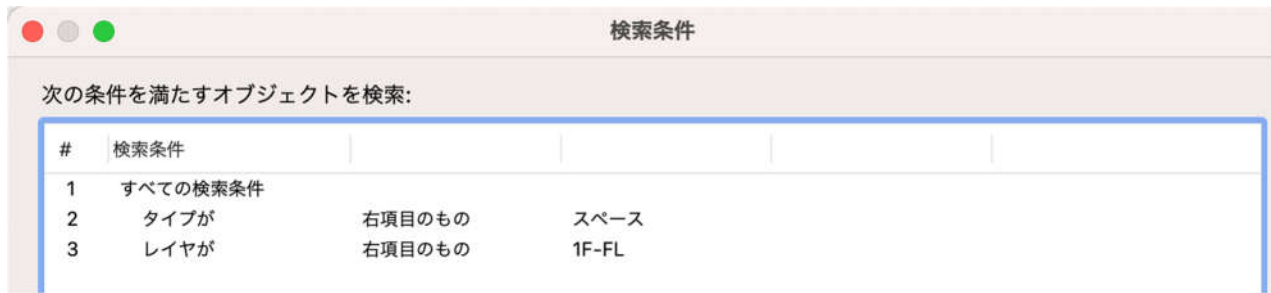 検索条件
次の条件を満たすオブジェクトを検索:
# 検索条件
1 すべての検索条件
2 タイプが 右項目のもの スペース
3 レイヤが 右項目のもの 1F-FL